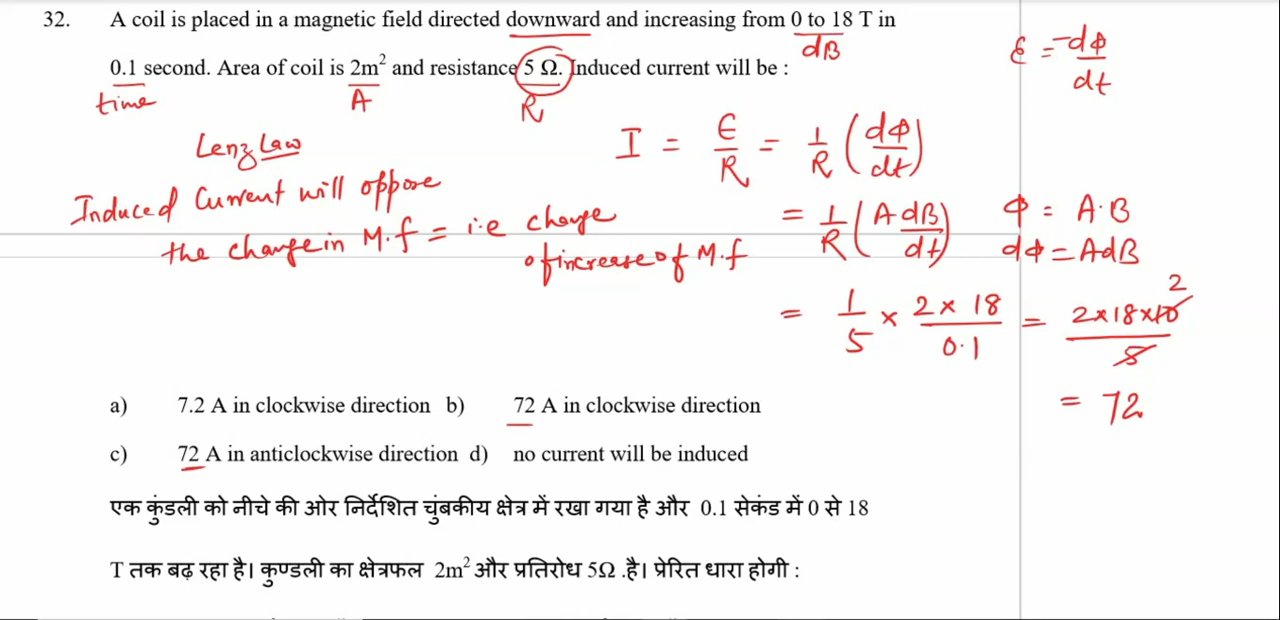 32. A coil is placed in a magnetic field directed downward and increasing from 0 to 18 T in
dB
0.1 second. Area of coil is 2m² and resistance 5 Ω. Induced current will be :
time A R
ε = -dφ/dt
Lenz Law
Induced Current will oppose
the change in M.f = i.e change
of increase of M.f
I = ε/R = 1/R (dφ/dt)
= 1/R (A dB/dt) φ = A·B
dφ = AdB
= 1/5 × 2 × 18/0.1 = 2×18×10/5 2
= 72
a) 7.2 A in clockwise direction b) 72 A in clockwise direction
c) 72 A in anticlockwise direction d) no current will be induced
एक कुंडली को नीचे की ओर निर्देशित चुंबकीय क्षेत्र में रखा गया है और 0.1 सेकंड में 0 से 18
T तक बढ़ रहा है। कुण्डली का क्षेत्रफल 2m² और प्रतिरोध 5Ω .है। प्रेरित धारा होगी :